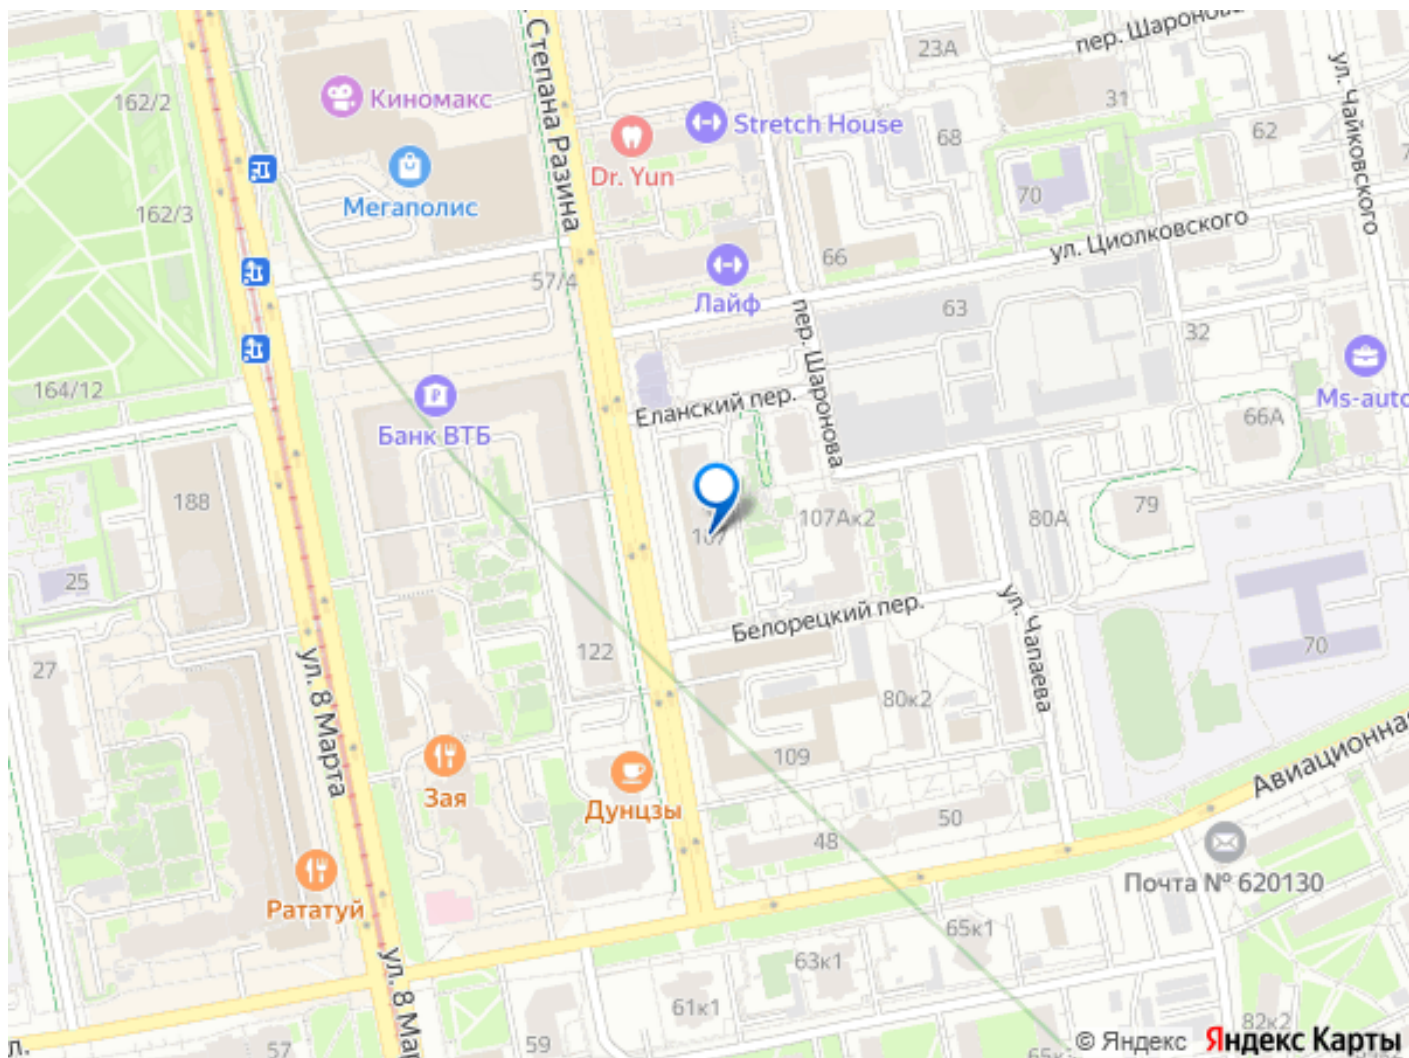 пер. Шаронова
23А
ул. Чайковского
Степана Разина
162/2
Киномакс
31
Stretch House
62
68
Dr. Yun
Мегаполис
162/3
70
ул. Циолковского
66
57/4
Лайф
63
пер. Шаронова
32
164/12
Ms-auto
Еланский пер.
66А
Банк ВТБ
188
79
107Ак2
80А
107
25
ул. Чапаева
Белорецкий пер.
70
122
27
ул. 8 Марта
80к2
109
Авиационная
Зая
Дунцзы
50
48
Почта № 620130
Рататуй
65к1
ул. 8 Мар
63к1
61к1
82к2
57
59
65к
л.
© Яндекс Яндекс Карты